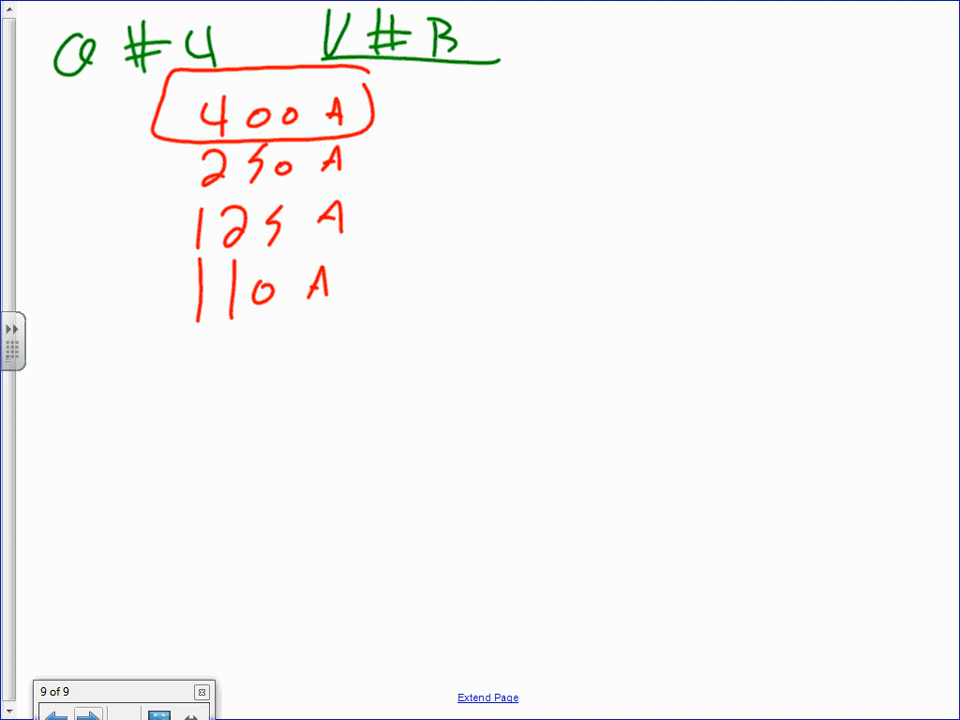 Q #4 V#B
400 A
250 A
125 A
110 A
9 of 9
Extend Page